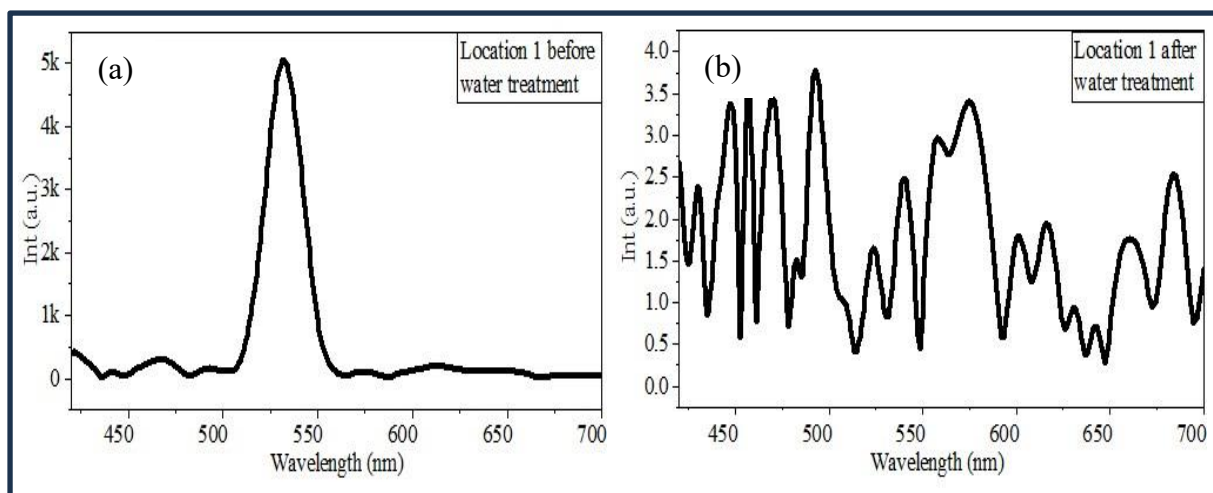 (a)
Location 1 before
water treatment
5k
4k
3k
2k
1k
0
Int (a.u.)
450 500 550 600 650 700
Wavelength (nm)
(b)
Location 1 after
water treatment
4.0
3.5
3.0
2.5
2.0
1.5
1.0
0.5
0.0
Int (a.u.)
450 500 550 600 650 700
Wavelength (nm)